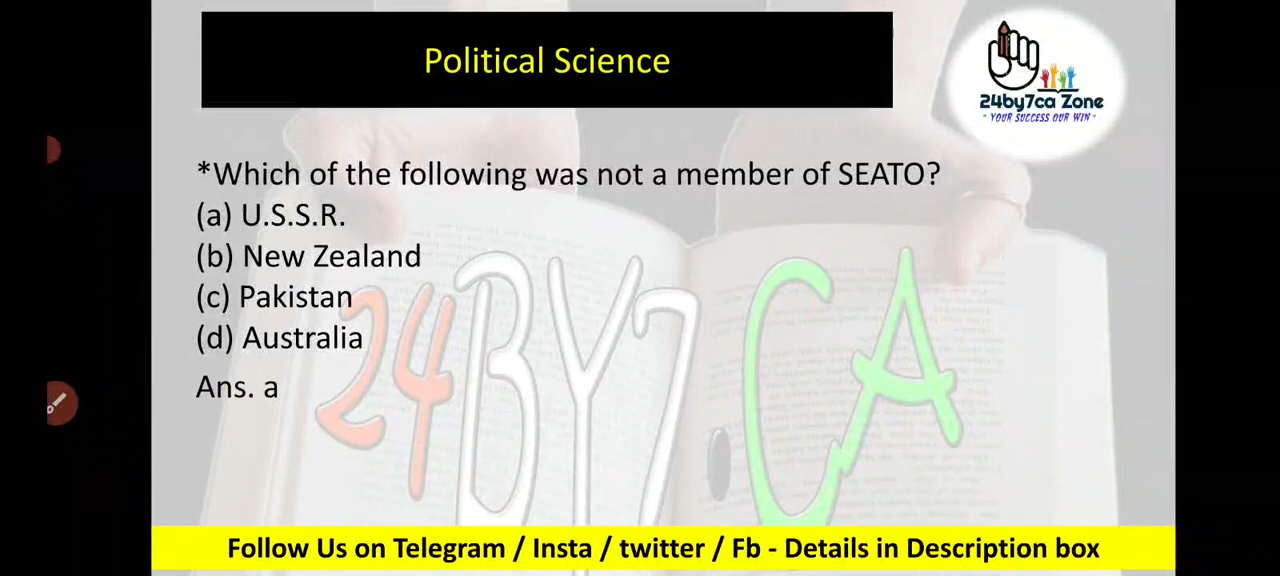 Political Science
24by7ca Zone
" YOUR SUCCESS OUR WIN "
*Which of the following was not a member of SEATO?
(a) U.S.S.R.
(b) New Zealand
(c) Pakistan
(d) Australia
Ans. a
24BY7.CA
Follow Us on Telegram / Insta / twitter / Fb - Details in Description box